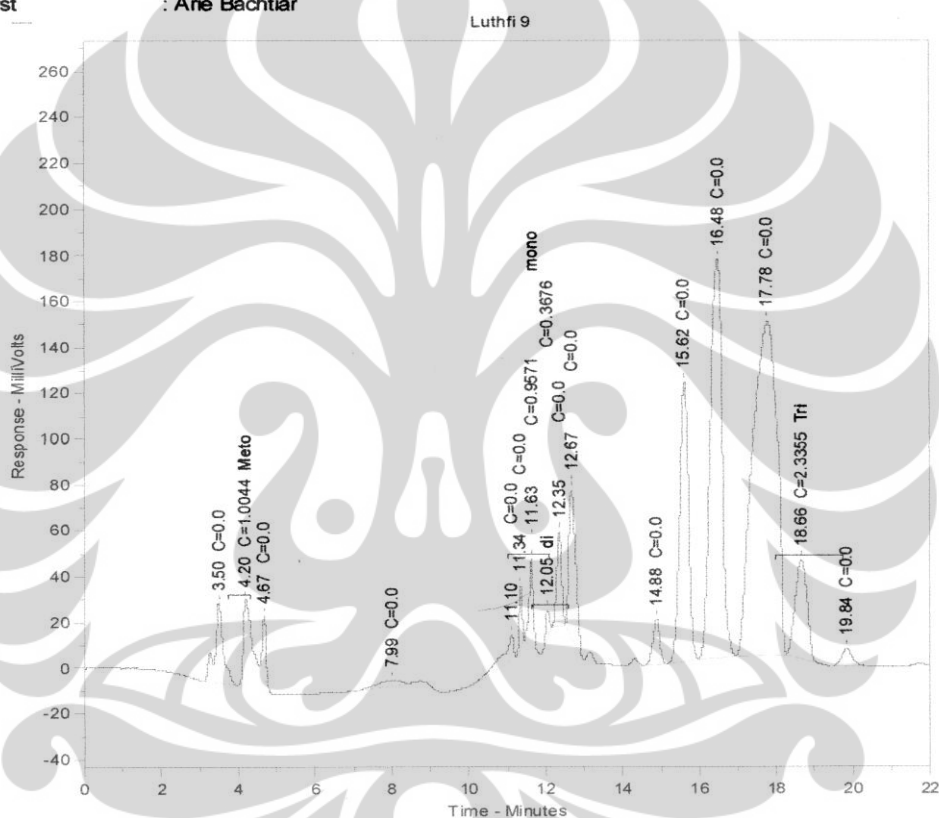 st : Arie Bachtiar
Luthfi 9
Response - MilliVolts
260
240
220
200
180
160
140
120
100
80
60
40
20
0
-20
-40
3.50 C=0.0
4.20 C=1.0044 Meto
4.67 C=0.0
7.99 C=0.0
11.10 C=0.0
11.34 C=0.0
11.63 C=0.9571 mono
12.05 di C=0.3676
12.35 C=0.0
12.67 C=0.0
14.88 C=0.0
15.62 C=0.0
16.48 C=0.0
17.78 C=0.0
18.66 C=2.3355 Tri
19.84 C=0.0
0 2 4 6 8 10 12 14 16 18 20 22
Time - Minutes